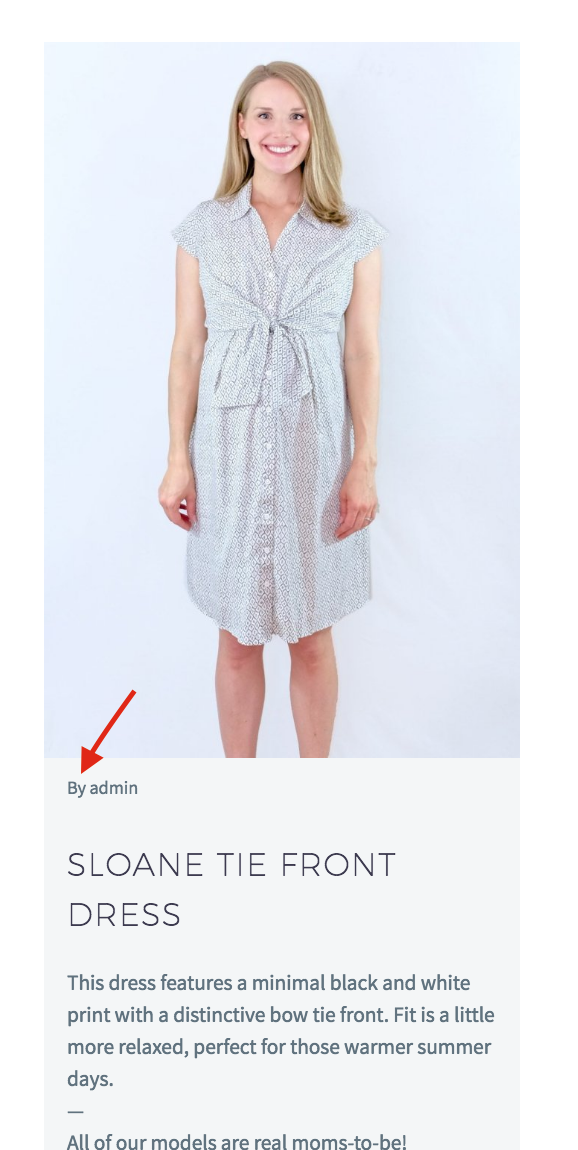 By admin
SLOANE TIE FRONT
DRESS
This dress features a minimal black and white
print with a distinctive bow tie front. Fit is a little
more relaxed, perfect for those warmer summer
days.
—
All of our models are real moms-to-be!